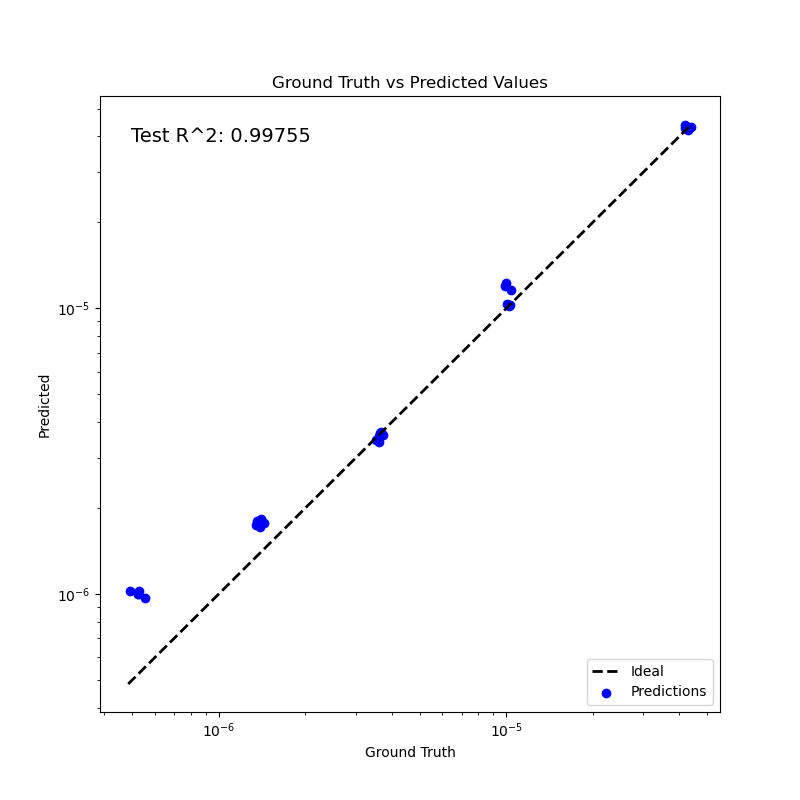 Ground Truth vs Predicted Values
Test R^2: 0.99755
Predicted
10⁻⁵
10⁻⁶
Ideal
Predictions
10⁻⁶
10⁻⁵
Ground Truth